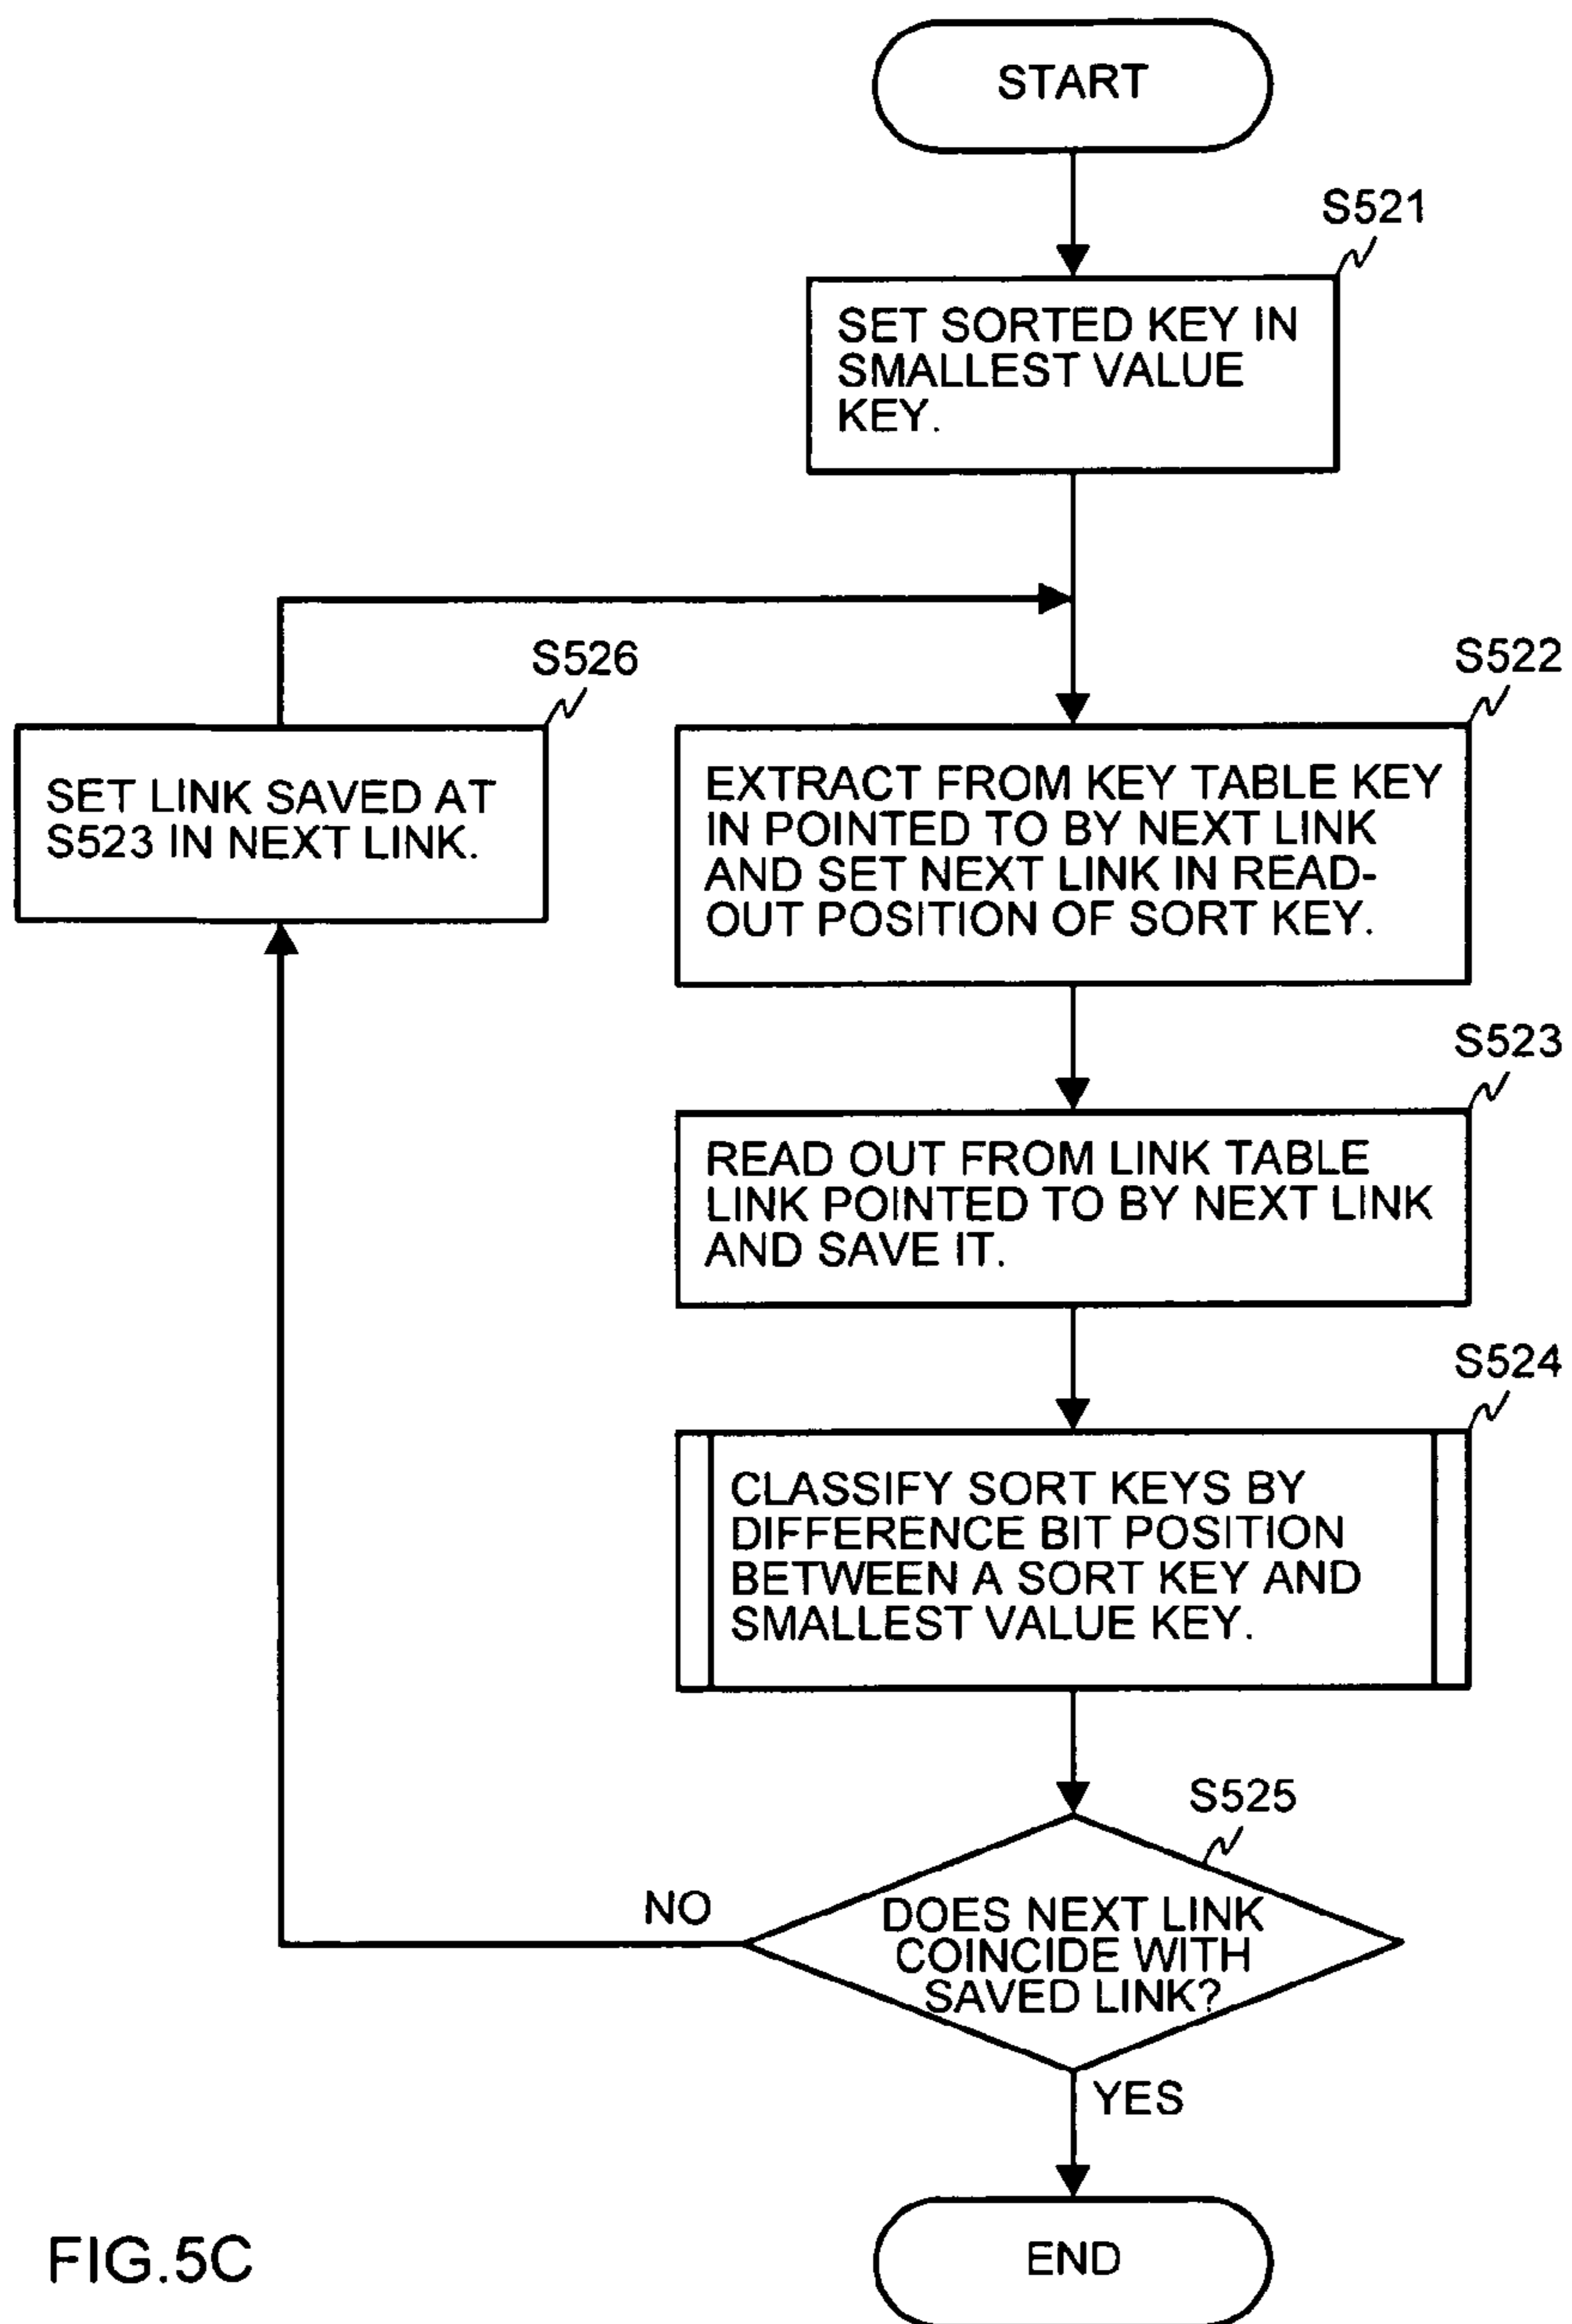 START
S521
SET SORTED KEY IN
SMALLEST VALUE
KEY.
S526
SET LINK SAVED AT
S523 IN NEXT LINK.
S522
EXTRACT FROM KEY TABLE KEY
IN POINTED TO BY NEXT LINK
AND SET NEXT LINK IN READ-
OUT POSITION OF SORT KEY.
S523
READ OUT FROM LINK TABLE
LINK POINTED TO BY NEXT LINK
AND SAVE IT.
S524
CLASSIFY SORT KEYS BY
DIFFERENCE BIT POSITION
BETWEEN A SORT KEY AND
SMALLEST VALUE KEY.
S525
NO
DOES NEXT LINK
COINCIDE WITH
SAVED LINK?
YES
END
FIG.5C